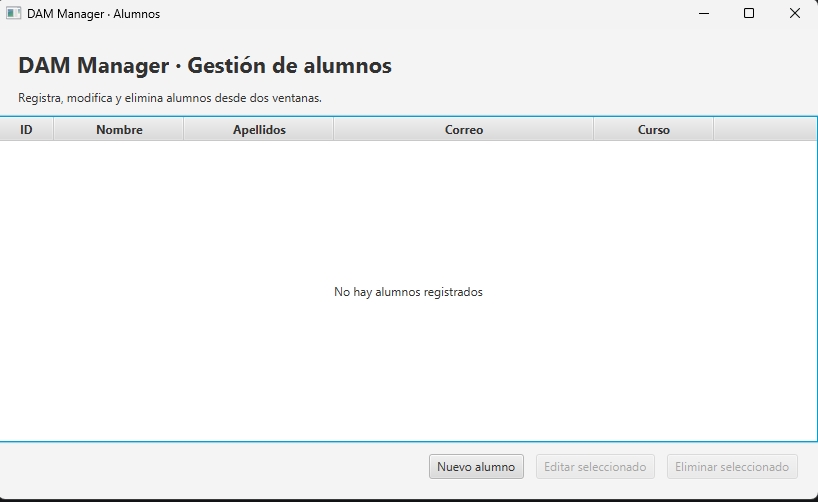 DAM Manager · Alumnos
DAM Manager · Gestión de alumnos
Registra, modifica y elimina alumnos desde dos ventanas.
ID Nombre Apellidos Correo Curso
No hay alumnos registrados
Nuevo alumno Editar seleccionado Eliminar seleccionado